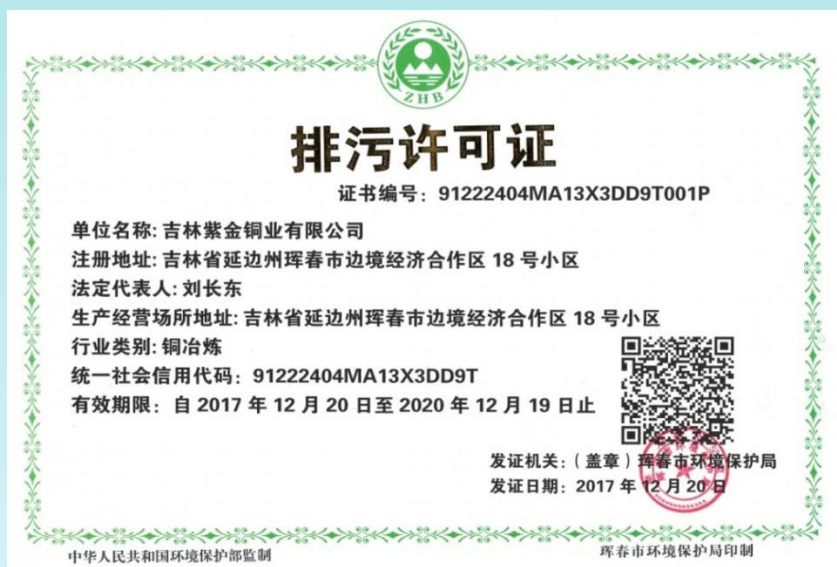 ZHB
排污许可证
证书编号：91222404MA13X3DD9T001P
单位名称：吉林紫金铜业有限公司
注册地址：吉林省延边州珲春市边境经济合作区 18 号小区
法定代表人：刘长东
生产经营场所地址：吉林省延边州珲春市边境经济合作区 18 号小区
行业类别：铜冶炼
统一社会信用代码：91222404MA13X3DD9T
有效期限：自 2017 年 12 月 20 日至 2020 年 12 月 19 日止
发证机关：（盖章）珲春市环境保护局
发证日期：2017 年 12 月 20 日
中华人民共和国环境保护部监制
珲春市环境保护局印制